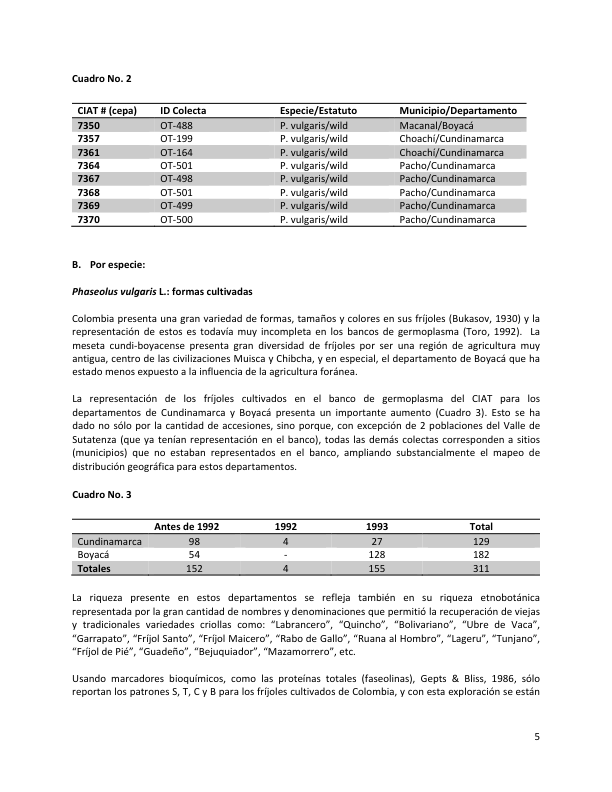 Cuadro No. 2
CIAT # (cepa) ID Colecta Especie/Estatuto Municipio/Departamento
7350 OT-488 P. vulgaris/wild Macanal/Boyacá
7357 OT-199 P. vulgaris/wild Choachí/Cundinamarca
7361 OT-164 P. vulgaris/wild Choachí/Cundinamarca
7364 OT-501 P. vulgaris/wild Pacho/Cundinamarca
7367 OT-498 P. vulgaris/wild Pacho/Cundinamarca
7368 OT-501 P. vulgaris/wild Pacho/Cundinamarca
7369 OT-499 P. vulgaris/wild Pacho/Cundinamarca
7370 OT-500 P. vulgaris/wild Pacho/Cundinamarca
B. Por especie:
Phaseolus vulgaris L.: formas cultivadas
Colombia presenta una gran variedad de formas, tamaños y colores en sus fríjoles (Bukasov, 1930) y la
representación de estos es todavía muy incompleta en los bancos de germoplasma (Toro, 1992). La
meseta cundi-boyacense presenta gran diversidad de fríjoles por ser una región de agricultura muy
antigua, centro de las civilizaciones Muisca y Chibcha, y en especial, el departamento de Boyacá que ha
estado menos expuesto a la influencia de la agricultura foránea.
La representación de los fríjoles cultivados en el banco de germoplasma del CIAT para los
departamentos de Cundinamarca y Boyacá presenta un importante aumento (Cuadro 3). Esto se ha
dado no sólo por la cantidad de accesiones, sino porque, con excepción de 2 poblaciones del Valle de
Sutatenza (que ya tenían representación en el banco), todas las demás colectas corresponden a sitios
(municipios) que no estaban representados en el banco, ampliando substancialmente el mapeo de
distribución geográfica para estos departamentos.
Cuadro No. 3
Antes de 1992 1992 1993 Total
Cundinamarca 98 4 27 129
Boyacá 54 - 128 182
Totales 152 4 155 311
La riqueza presente en estos departamentos se refleja también en su riqueza etnobotánica
representada por la gran cantidad de nombres y denominaciones que permitió la recuperación de viejas
y tradicionales variedades criollas como: “Labrancero”, “Quincho”, “Bolivariano”, “Ubre de Vaca”,
“Garrapato”, “Fríjol Santo”, “Fríjol Maicero”, “Rabo de Gallo”, “Ruana al Hombro”, “Lageru”, “Tunjano”,
“Fríjol de Pié”, “Guadeño”, “Bejuquiador”, “Mazamorrero”, etc.
Usando marcadores bioquímicos, como las proteínas totales (faseolinas), Gepts & Bliss, 1986, sólo
reportan los patrones S, T, C y B para los fríjoles cultivados de Colombia, y con esta exploración se están
5